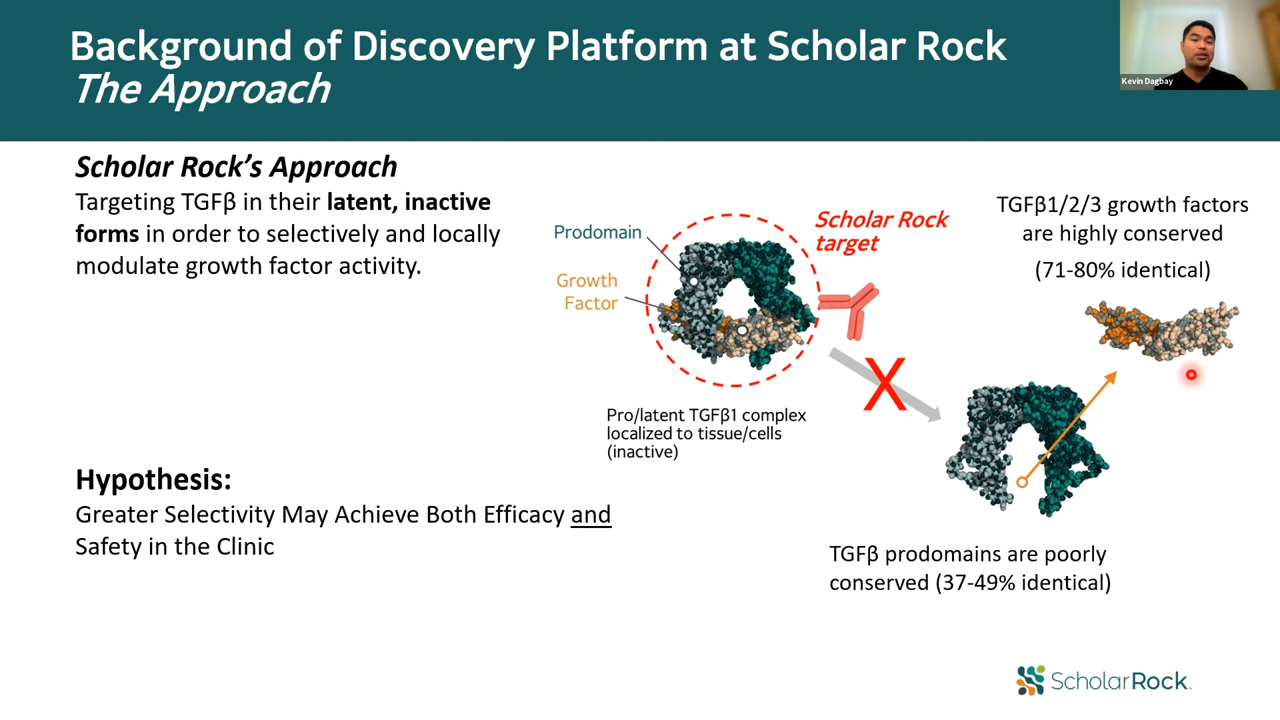 Background of Discovery Platform at Scholar Rock
The Approach
Kevin Dagbay
Scholar Rock's Approach
Targeting TGFβ in their latent, inactive
forms in order to selectively and locally
modulate growth factor activity.
Prodomain
Growth
Factor
Scholar Rock
target
TGFβ1/2/3 growth factors
are highly conserved
(71-80% identical)
X
Pro/latent TGFβ1 complex
localized to tissue/cells
(inactive)
Hypothesis:
Greater Selectivity May Achieve Both Efficacy and
Safety in the Clinic
TGFβ prodomains are poorly
conserved (37-49% identical)
ScholarRock